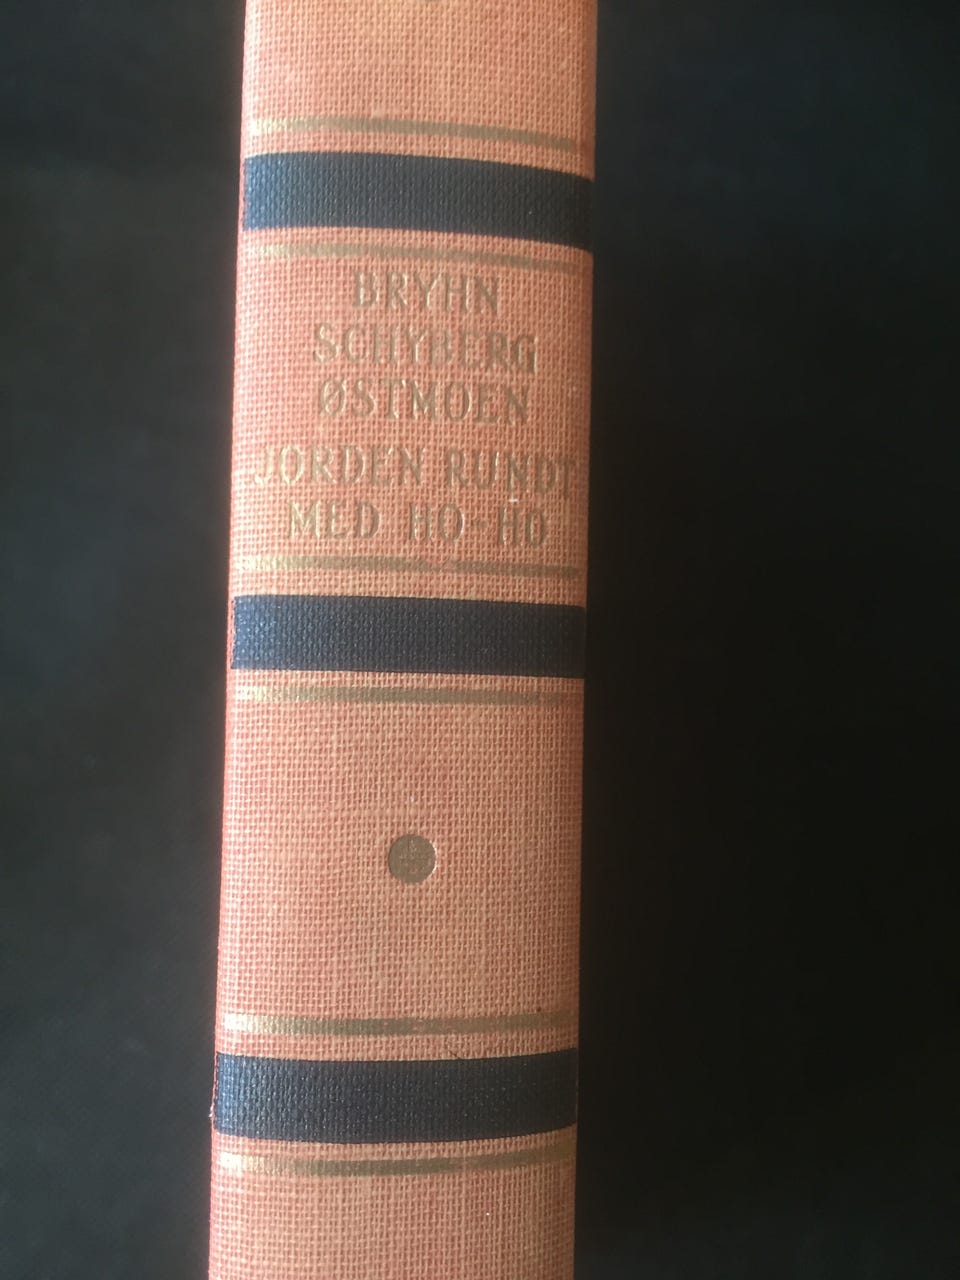 BRYHN
SCHYBERG
ØSTMOEN
JORDEN RUNDT
MED HO-HO